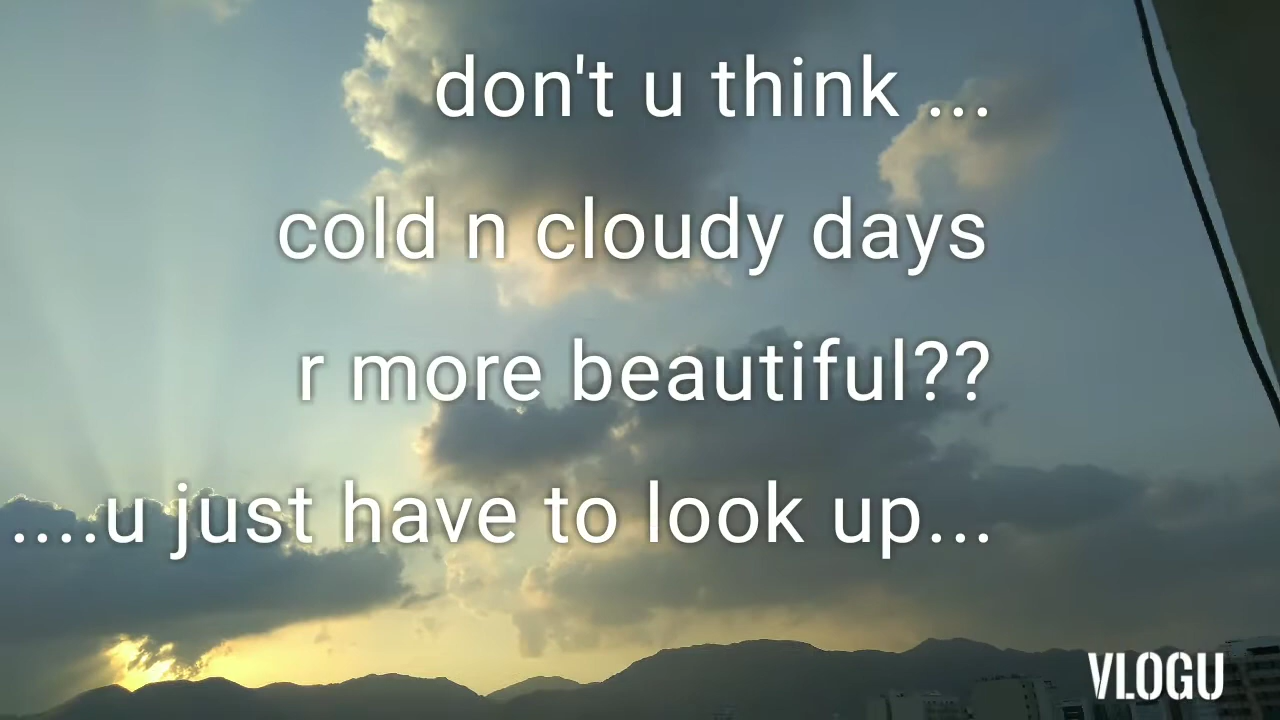 don't u think ...
cold n cloudy days
r more beautiful??
....u just have to look up...
VLOGU